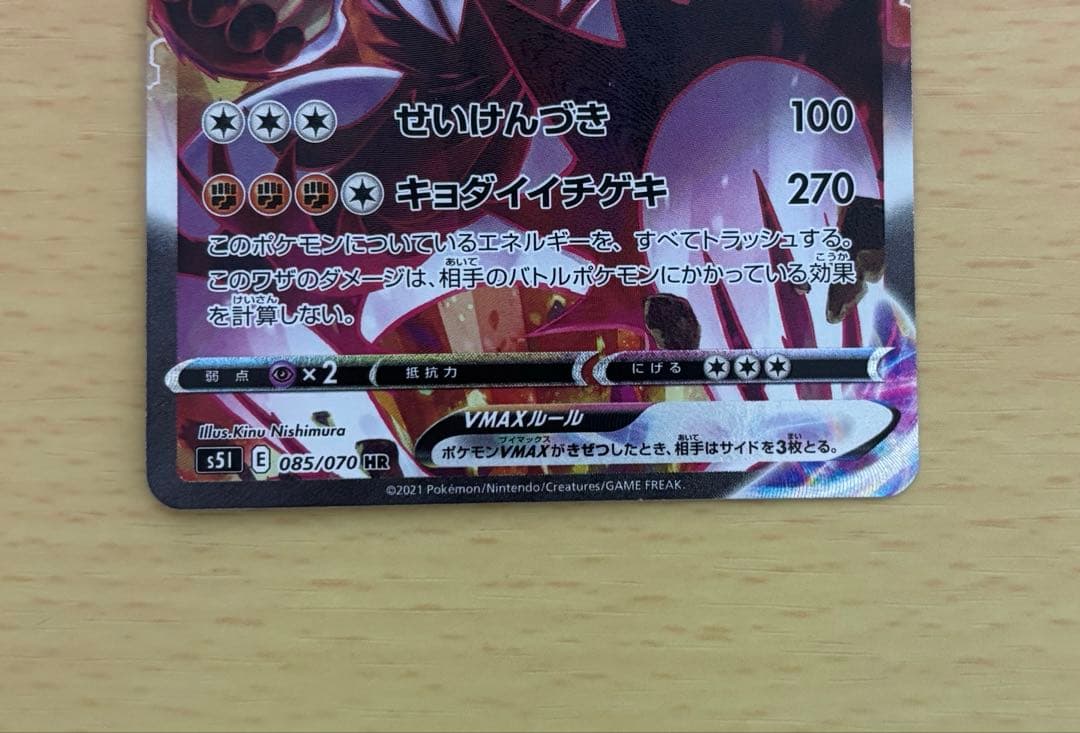 せいけんづき 100
キョダイイチゲキ 270
このポケモンについているエネルギーを、すべてトラッシュする。
このワザのダメージは、相手のバトルポケモンにかかっている効果
を計算しない。
弱点 ×2 抵抗力 にげる
Illus.Kinu Nishimura
VMAXルール
ポケモンVMAXがきぜつしたとき、相手はサイドを3枚とる。
s5I E 085/070 HR
©2021 Pokémon/Nintendo/Creatures/GAME FREAK.